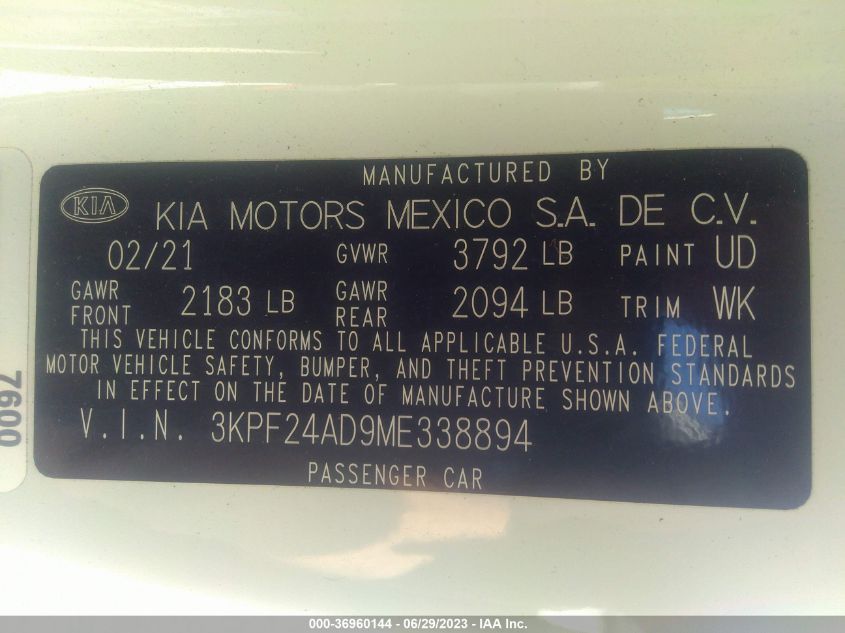 MANUFACTURED BY
KIA KIA MOTORS MEXICO S.A. DE C.V.
02/21 GVWR 3792 LB PAINT UD
GAWR FRONT 2183 LB GAWR REAR 2094 LB TRIM WK
THIS VEHICLE CONFORMS TO ALL APPLICABLE U.S.A. FEDERAL
MOTOR VEHICLE SAFETY, BUMPER, AND THEFT PREVENTION STANDARDS
IN EFFECT ON THE DATE OF MANUFACTURE SHOWN ABOVE.
V.I.N. 3KPF24AD9ME338894
PASSENGER CAR
7600
000-36960144 - 06/29/2023 - IAA Inc.